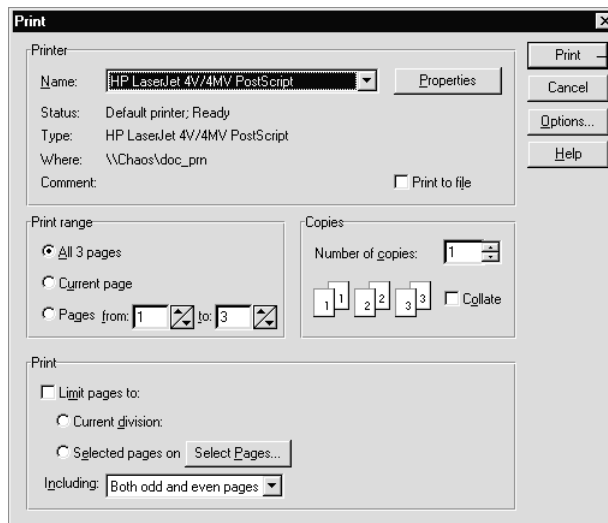 Print
Printer
Name: HP LaserJet 4V/4MV PostScript Properties
Status: Default printer; Ready
Type: HP LaserJet 4V/4MV PostScript
Where: \\Chaos\doc_prn
Comment: Print to file
Print
Cancel
Options...
Help
Print range
All 3 pages
Current page
Pages from: 1 to: 3
Copies
Number of copies: 1
1 1 2 2 3 3 Collate
Print
Limit pages to:
Current division:
Selected pages on Select Pages...
Including: Both odd and even pages